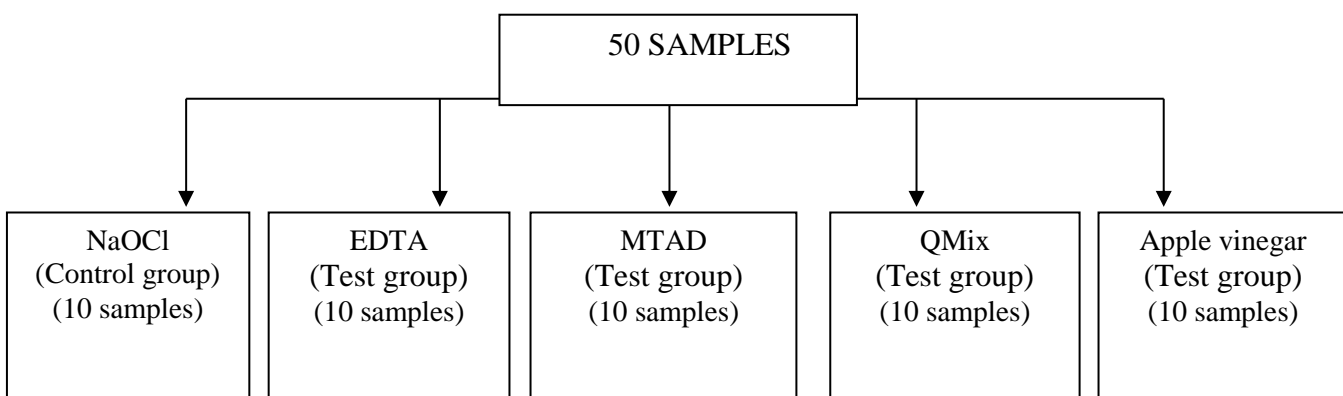 50 SAMPLES
NaOCl
(Control group)
(10 samples)
EDTA
(Test group)
(10 samples)
MTAD
(Test group)
(10 samples)
QMix
(Test group)
(10 samples)
Apple vinegar
(Test group)
(10 samples)